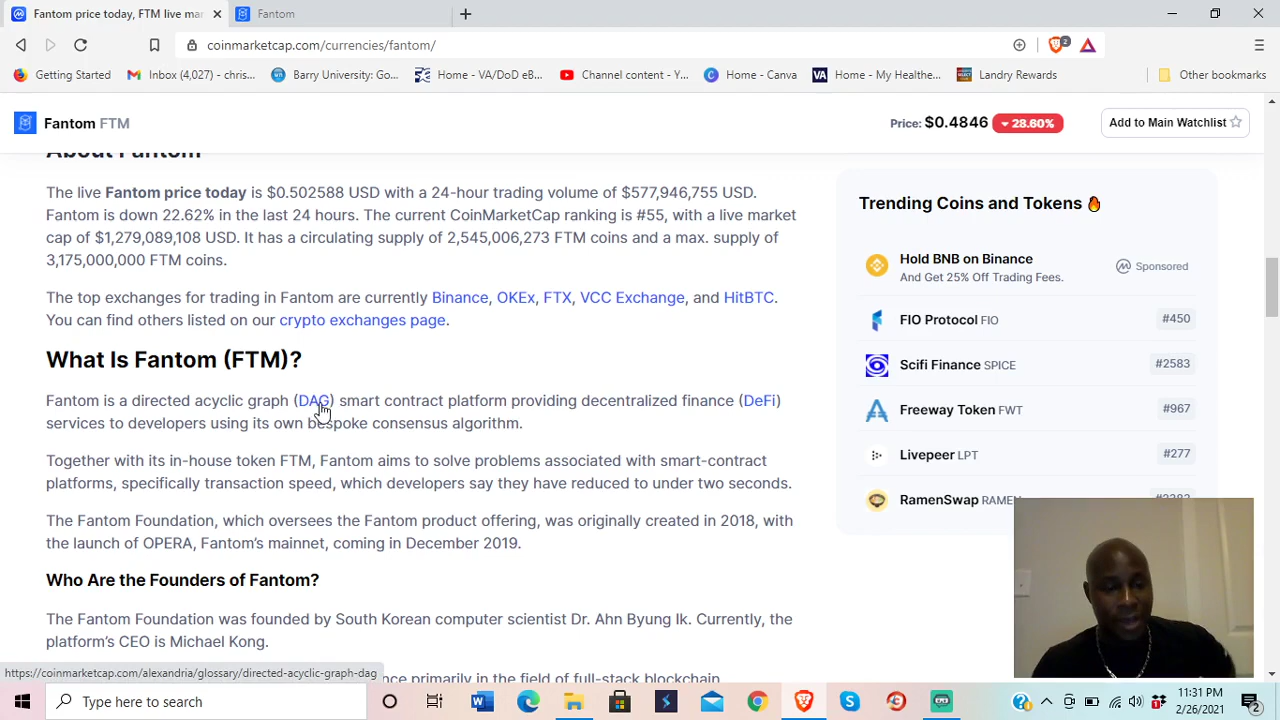 Fantom price today, FTM live mar
Fantom
coinmarketcap.com/currencies/fantom/
2
Getting Started
Inbox (4,027) - chris...
Barry University: Go...
Home - VA/DoD eB...
Channel content - Y...
Home - Canva
VA
Home - My Healthe...
Landry Rewards
Other bookmarks
Fantom FTM
Price: $0.4846
28.60%
Add to Main Watchlist
About Fantom
The live Fantom price today is $0.502588 USD with a 24-hour trading volume of $577,946,755 USD.
Fantom is down 22.62% in the last 24 hours. The current CoinMarketCap ranking is #55, with a live market
cap of $1,279,089,108 USD. It has a circulating supply of 2,545,006,273 FTM coins and a max. supply of
3,175,000,000 FTM coins.
The top exchanges for trading in Fantom are currently Binance, OKEx, FTX, VCC Exchange, and HitBTC.
You can find others listed on our crypto exchanges page.
What Is Fantom (FTM)?
Fantom is a directed acyclic graph (DAG) smart contract platform providing decentralized finance (DeFi)
services to developers using its own bespoke consensus algorithm.
Together with its in-house token FTM, Fantom aims to solve problems associated with smart-contract
platforms, specifically transaction speed, which developers say they have reduced to under two seconds.
The Fantom Foundation, which oversees the Fantom product offering, was originally created in 2018, with
the launch of OPERA, Fantom's mainnet, coming in December 2019.
Who Are the Founders of Fantom?
The Fantom Foundation was founded by South Korean computer scientist Dr. Ahn Byung Ik. Currently, the
platform's CEO is Michael Kong.
nce primarily in the field of full-stack blockchain
https://coinmarketcap.com/alexandria/glossary/directed-acyclic-graph-dag
Trending Coins and Tokens
Hold BNB on Binance
And Get 25% Off Trading Fees.
Sponsored
FIO Protocol FIO
#450
Scifi Finance SPICE
#2583
Freeway Token FWT
#967
Livepeer LPT
#277
RamenSwap RAMEN
Type here to search
11:31 PM
2/26/2021
2